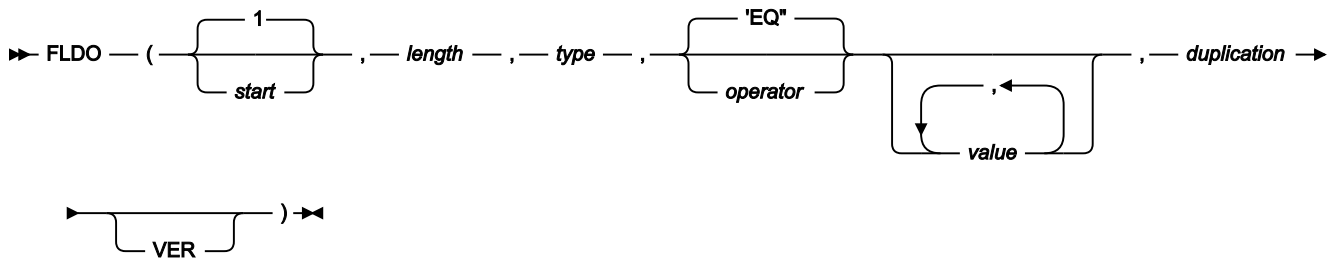 1 'EQ"
FLDO ( , length , type , , duplication
start operator ,
value
)
VER